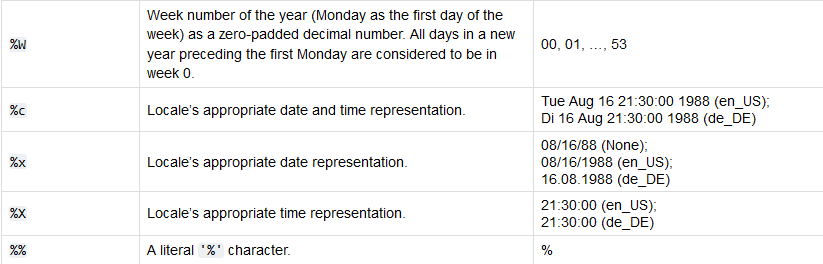 %W
Week number of the year (Monday as the first day of the
week) as a zero-padded decimal number. All days in a new
year preceding the first Monday are considered to be in
week 0.
00, 01, …, 53
%c
Locale’s appropriate date and time representation.
Tue Aug 16 21:30:00 1988 (en_US);
Di 16 Aug 21:30:00 1988 (de_DE)
%x
Locale’s appropriate date representation.
08/16/88 (None);
08/16/1988 (en_US);
16.08.1988 (de_DE)
%X
Locale’s appropriate time representation.
21:30:00 (en_US);
21:30:00 (de_DE)
%%
A literal '%' character.
%